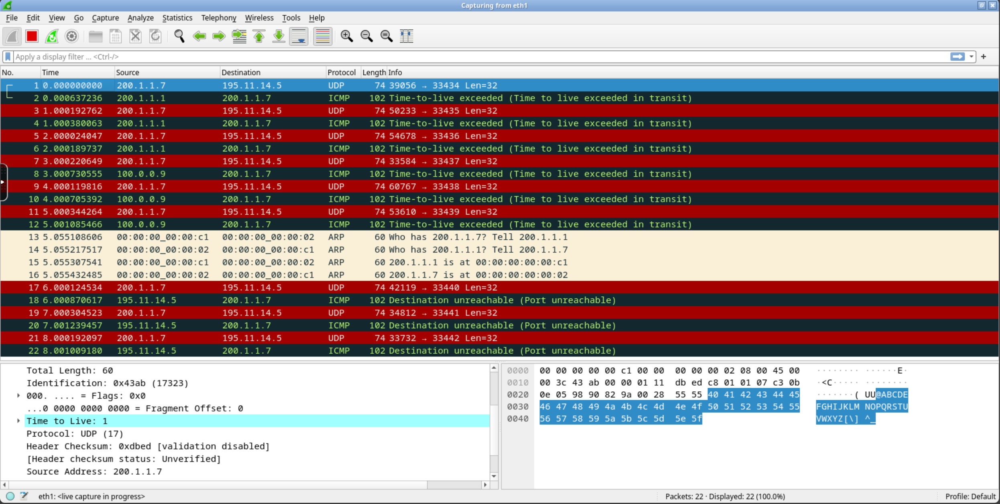 Capturing from eth1
File Edit View Go Capture Analyze Statistics Telephony Wireless Tools Help
Apply a display filter ... <Ctrl-/>
No. Time Source Destination Protocol Length Info
1 0.000000000 200.1.1.7 195.11.14.5 UDP 74 39056 → 33434 Len=32
2 0.000637236 200.1.1.1 200.1.1.7 ICMP 102 Time-to-live exceeded (Time to live exceeded in transit)
3 1.000192762 200.1.1.7 195.11.14.5 UDP 74 50233 → 33435 Len=32
4 1.000380063 200.1.1.1 200.1.1.7 ICMP 102 Time-to-live exceeded (Time to live exceeded in transit)
5 2.000024047 200.1.1.7 195.11.14.5 UDP 74 54678 → 33436 Len=32
6 2.000189737 200.1.1.1 200.1.1.7 ICMP 102 Time-to-live exceeded (Time to live exceeded in transit)
7 3.000220649 200.1.1.7 195.11.14.5 UDP 74 33584 → 33437 Len=32
8 3.000730555 100.0.0.9 200.1.1.7 ICMP 102 Time-to-live exceeded (Time to live exceeded in transit)
9 4.000119816 200.1.1.7 195.11.14.5 UDP 74 60767 → 33438 Len=32
10 4.000705392 100.0.0.9 200.1.1.7 ICMP 102 Time-to-live exceeded (Time to live exceeded in transit)
11 5.000344264 200.1.1.7 195.11.14.5 UDP 74 53610 → 33439 Len=32
12 5.001085466 100.0.0.9 200.1.1.7 ICMP 102 Time-to-live exceeded (Time to live exceeded in transit)
13 5.055108606 00:00:00_00:00:c1 00:00:00_00:00:02 ARP 60 Who has 200.1.1.7? Tell 200.1.1.1
14 5.055217517 00:00:00_00:00:02 00:00:00_00:00:c1 ARP 60 Who has 200.1.1.1? Tell 200.1.1.7
15 5.055307541 00:00:00_00:00:c1 00:00:00_00:00:02 ARP 60 200.1.1.1 is at 00:00:00:00:00:c1
16 5.055432485 00:00:00_00:00:02 00:00:00_00:00:c1 ARP 60 200.1.1.7 is at 00:00:00:00:00:02
17 6.000124534 200.1.1.7 195.11.14.5 UDP 74 42119 → 33440 Len=32
18 6.000870617 195.11.14.5 200.1.1.7 ICMP 102 Destination unreachable (Port unreachable)
19 7.000304523 200.1.1.7 195.11.14.5 UDP 74 34812 → 33441 Len=32
20 7.001239457 195.11.14.5 200.1.1.7 ICMP 102 Destination unreachable (Port unreachable)
21 8.000192097 200.1.1.7 195.11.14.5 UDP 74 33732 → 33442 Len=32
22 8.001009180 195.11.14.5 200.1.1.7 ICMP 102 Destination unreachable (Port unreachable)
Total Length: 60
Identification: 0x43ab (17323)
000. .... = Flags: 0x0
...0 0000 0000 0000 = Fragment Offset: 0
Time to Live: 1
Protocol: UDP (17)
Header Checksum: 0xdbed [validation disabled]
[Header checksum status: Unverified]
Source Address: 200.1.1.7
0000 00 00 00 00 00 c1 00 00 00 00 00 02 08 00 45 00 ········ ······E·
0010 00 3c 43 ab 00 00 01 11 db ed c8 01 01 07 c3 0b ·<C····· ········
0020 0e 05 98 90 82 9a 00 28 55 55 40 41 42 43 44 45 ·······( UU@ABCDE
0030 46 47 48 49 4a 4b 4c 4d 4e 4f 50 51 52 53 54 55 FGHIJKLM NOPQRSTU
0040 56 57 58 59 5a 5b 5c 5d 5e 5f VWXYZ[\] ^_
eth1: <live capture in progress> Packets: 22 · Displayed: 22 (100.0%) Profile: Default